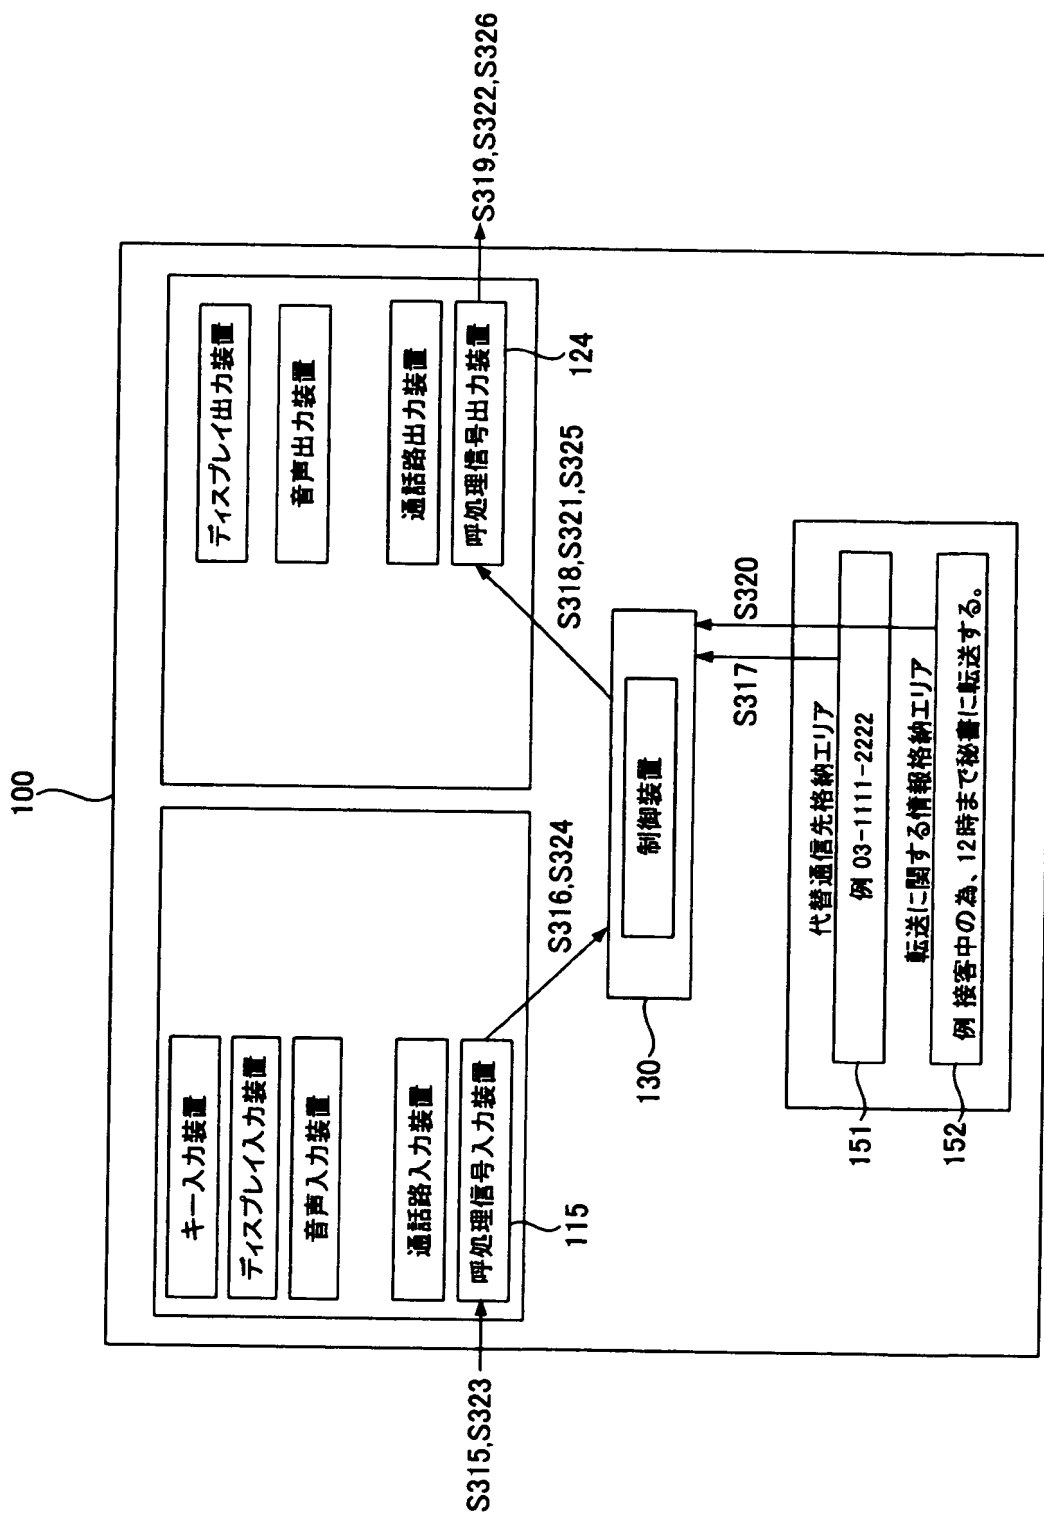 100
キー入力装置
ディスプレイ入力装置
音声入力装置
通話路入力装置
呼処理信号入力装置
115
S315,S323
ディスプレイ出力装置
音声出力装置
通話路出力装置
呼処理信号出力装置
124
S319,S322,S326
S316,S324
S318,S321,S325
制御装置
130
S317
S320
代替通信先格納エリア
例 03-1111-2222
151
転送に関する情報格納エリア
例 接客中の為、12時まで秘書に転送する。
152